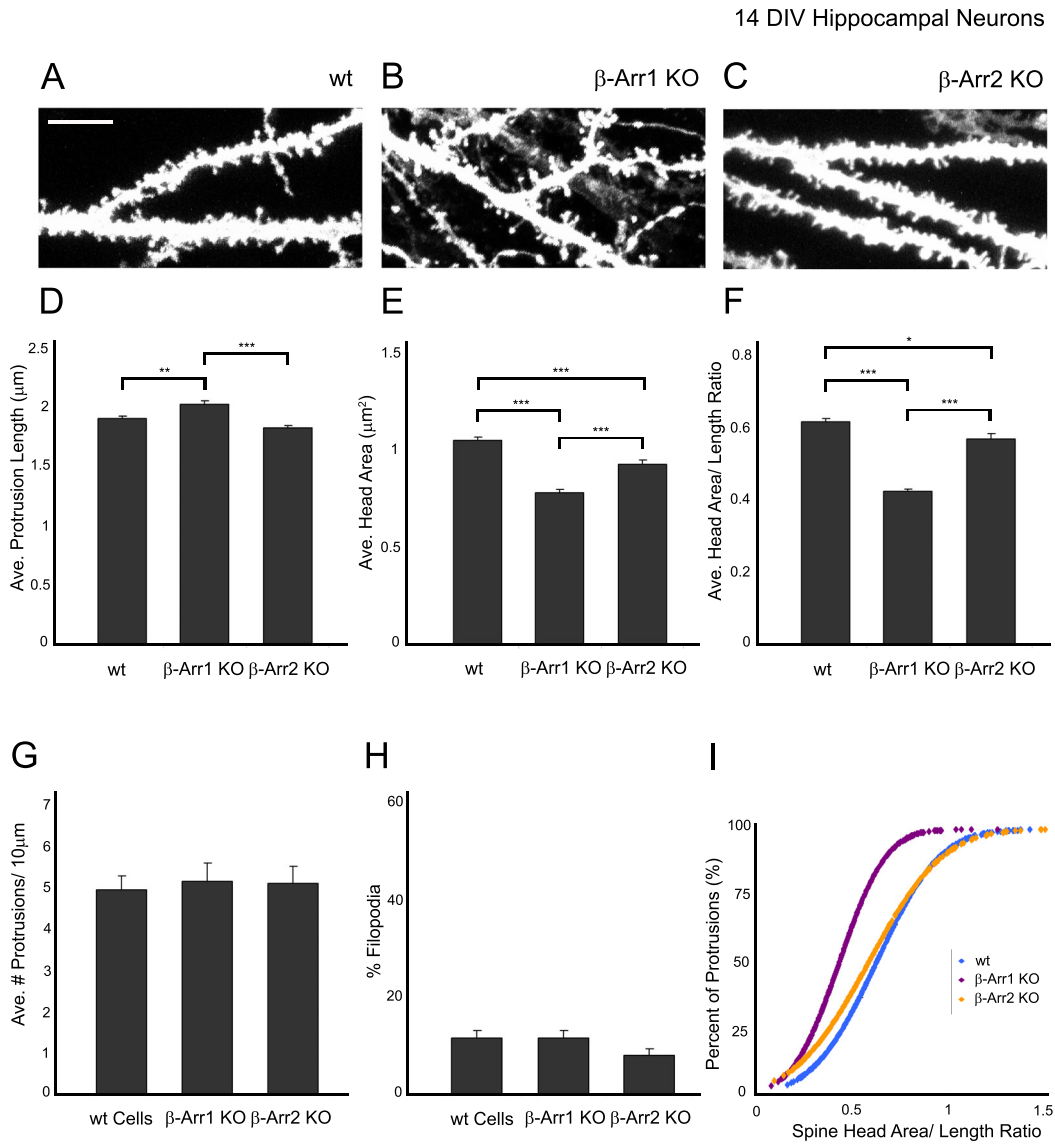 14 DIV Hippocampal Neurons
A
wt
B
β-Arr1 KO
C
β-Arr2 KO
D
Ave. Protrusion Length (μm)
2.5
2
1.5
1
0.5
0
**
***
wt
β-Arr1 KO
β-Arr2 KO
E
Ave. Head Area (μm²)
1.5
1
0.5
0
***
***
***
wt
β-Arr1 KO
β-Arr2 KO
F
Ave. Head Area/ Length Ratio
0.8
0.6
0.4
0.2
0
*
***
***
wt
β-Arr1 KO
β-Arr2 KO
G
Ave. # Protrusions/ 10μm
7
6
5
4
3
2
1
0
wt Cells
β-Arr1 KO
β-Arr2 KO
H
% Filopodia
60
40
20
0
wt Cells
β-Arr1 KO
β-Arr2 KO
I
Percent of Protrusions (%)
100
75
50
25
0
wt
β-Arr1 KO
β-Arr2 KO
0
0.5
1
1.5
Spine Head Area/ Length Ratio